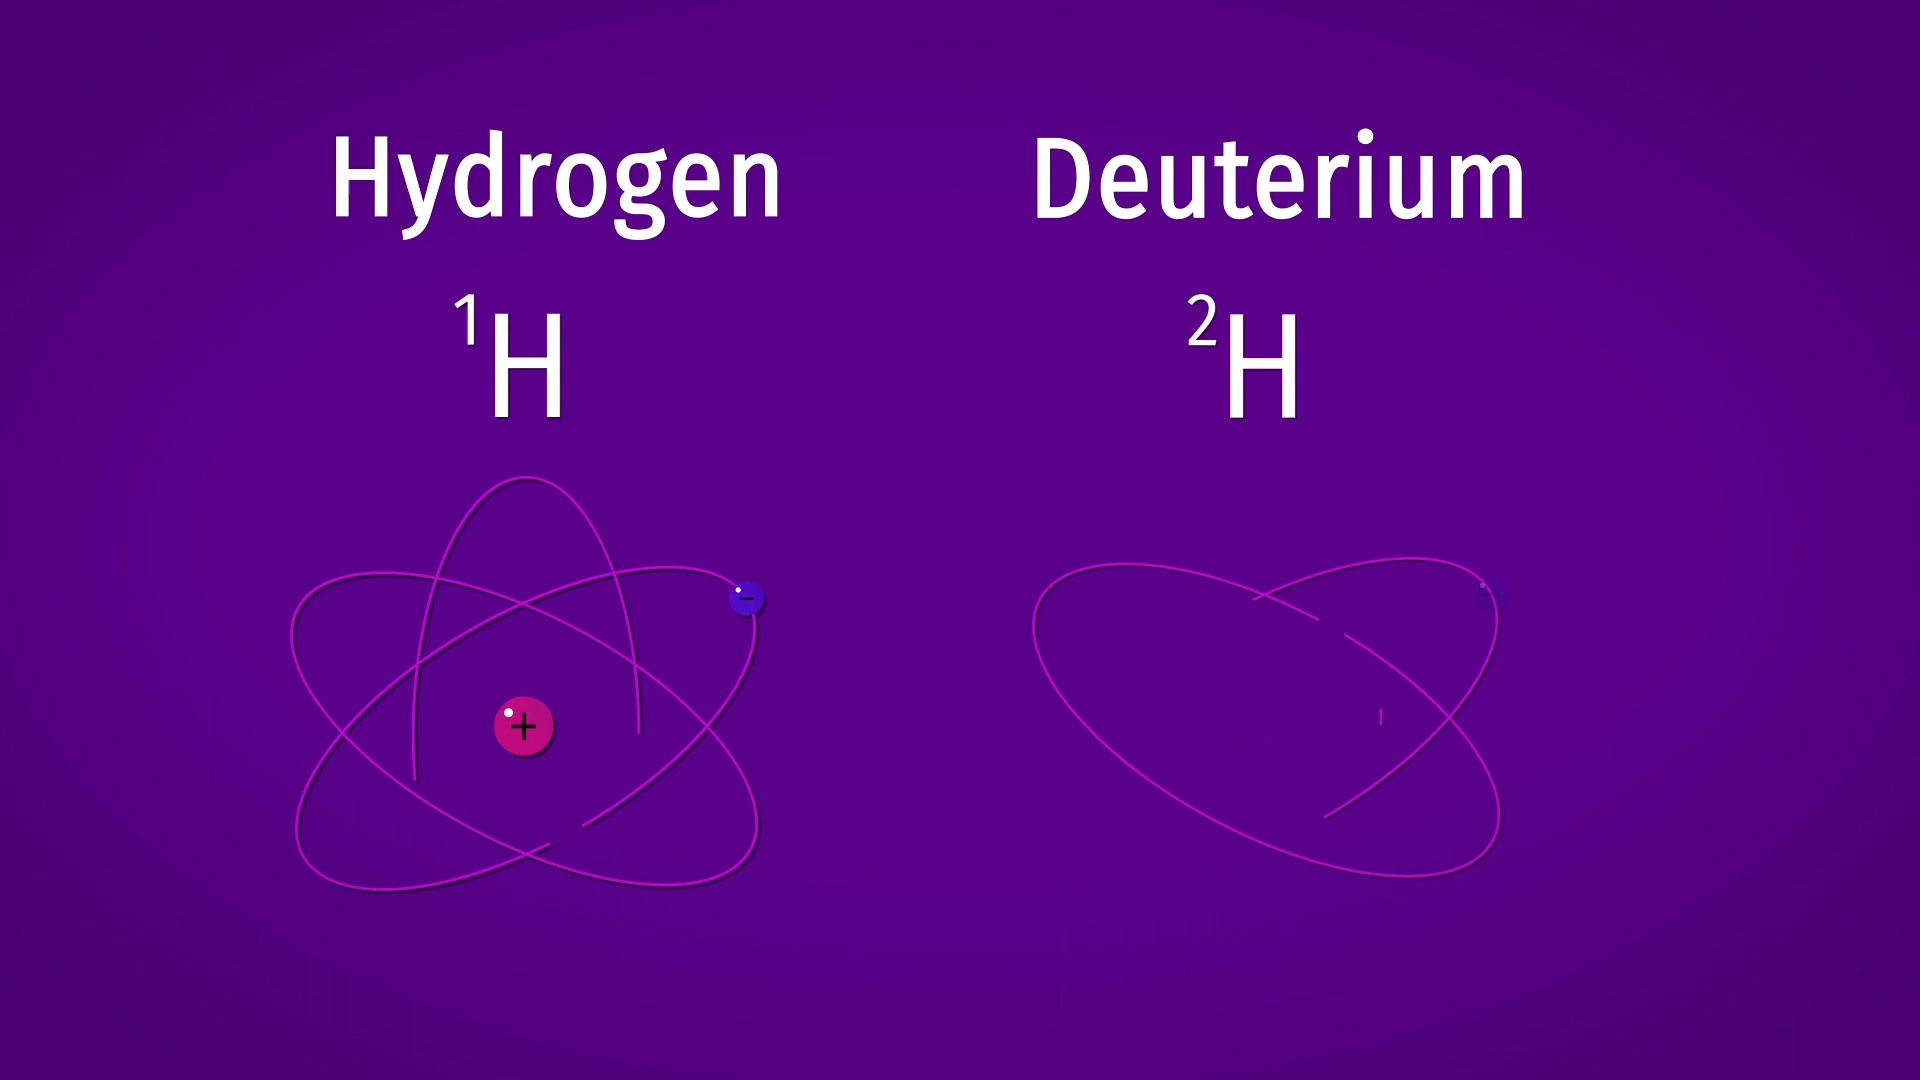 Hydrogen Deuterium
¹H ²H
+ -